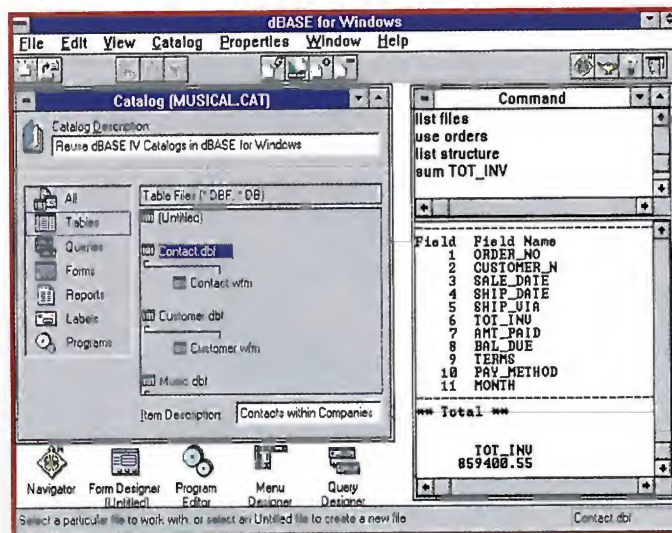 dBASE for Windows
File Edit View Catalog Properties Window Help
Catalog (MUSICAL.CAT)
Catalog Description:
Reuse dBASE IV Catalogs in dBASE for Windows
All
Tables
Queries
Forms
Reports
Labels
Programs
Table Files (*.DBF, *.DB)
(Untitled)
Contact.dbf
Contact.wfm
Customer.dbf
Customer.wfm
Music.dbf
Item Description:
Contacts within Companies
Command
list files
use orders
list structure
sum TOT_INV
Field Field Name
1 ORDER_NO
2 CUSTOMER_N
3 SALE_DATE
4 SHIP_DATE
5 SHIP_VIA
6 TOT_INV
7 AMT_PAID
8 BAL_DUE
9 TERMS
10 PAY_METHOD
11 MONTH
** Total **
TOT_INV
859400.55
Navigator
Form Designer
(Untitled)
Program
Editor
Menu
Designer
Query
Designer
Select a particular file to work with, or select an Untitled file to create a new file
Contact.dbf